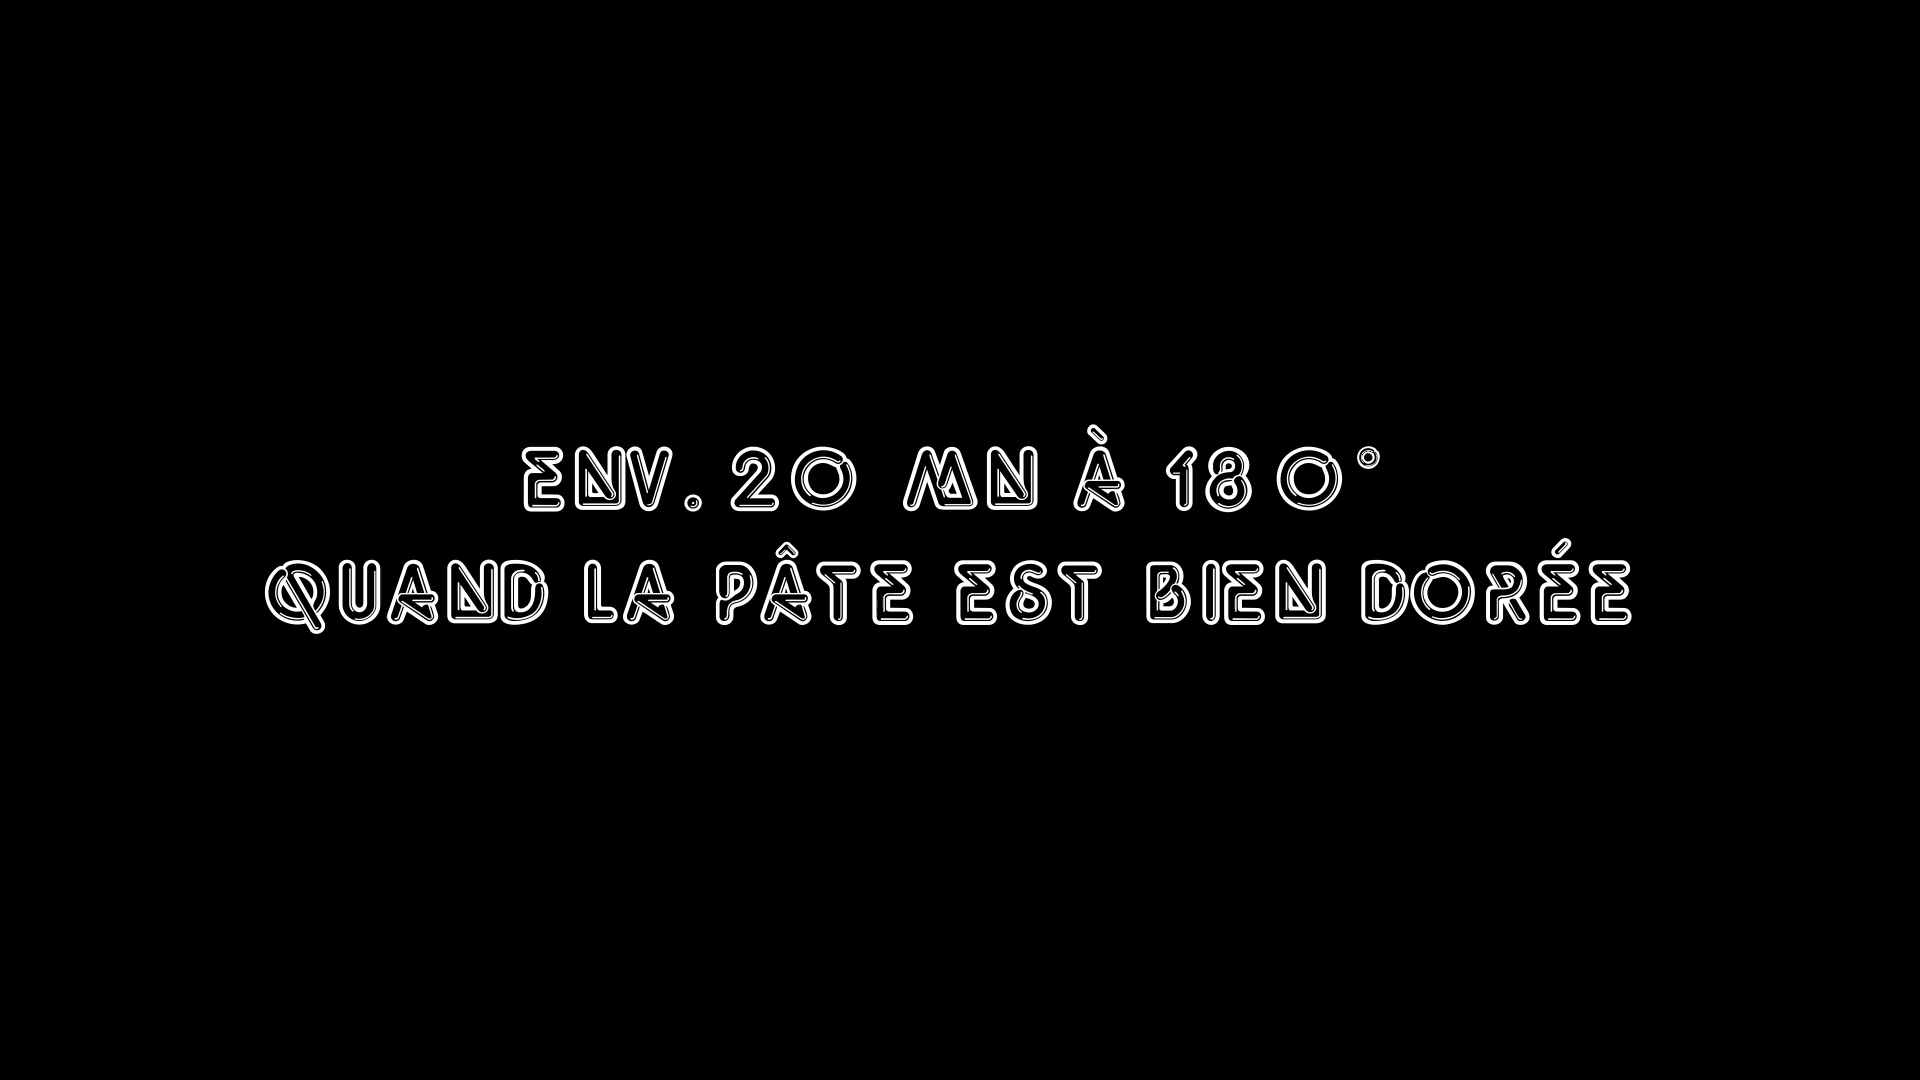 ENV. 20 MN À 180°
QUAND LA PÂTE EST BIEN DORÉE